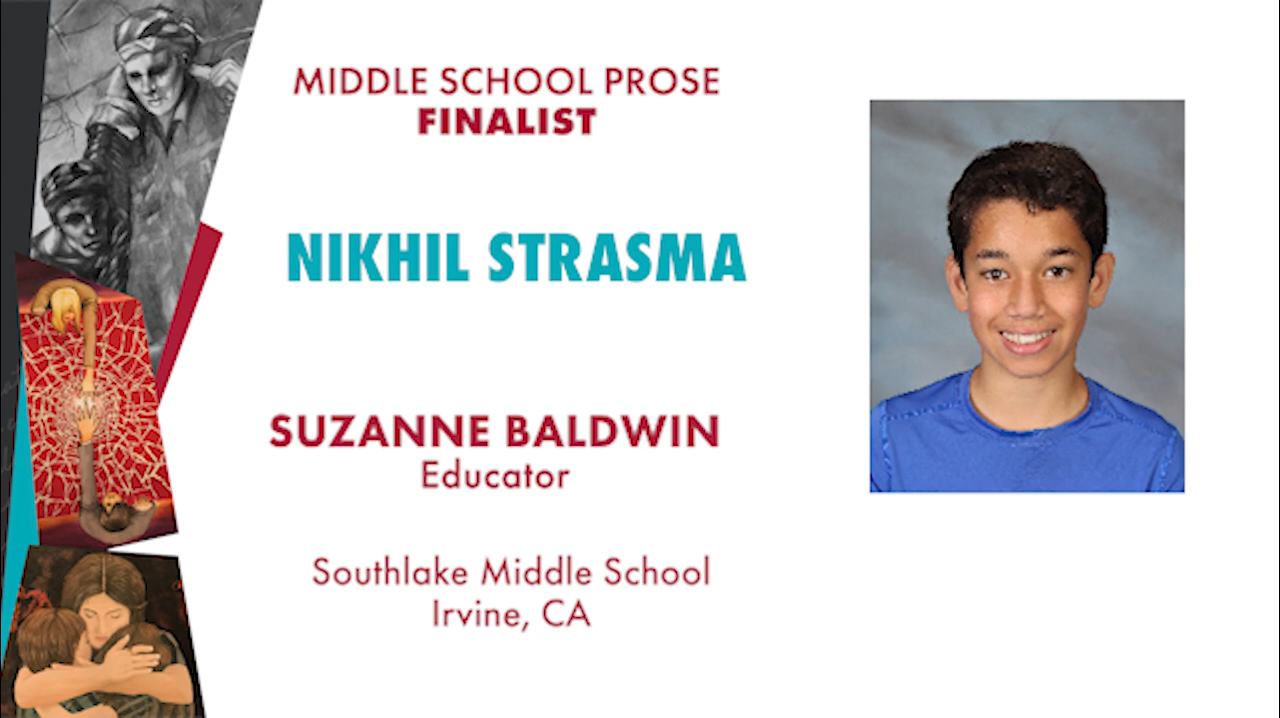 MIDDLE SCHOOL PROSE
FINALIST
NIKHIL STRASMA
SUZANNE BALDWIN
Educator
Southlake Middle School
Irvine, CA